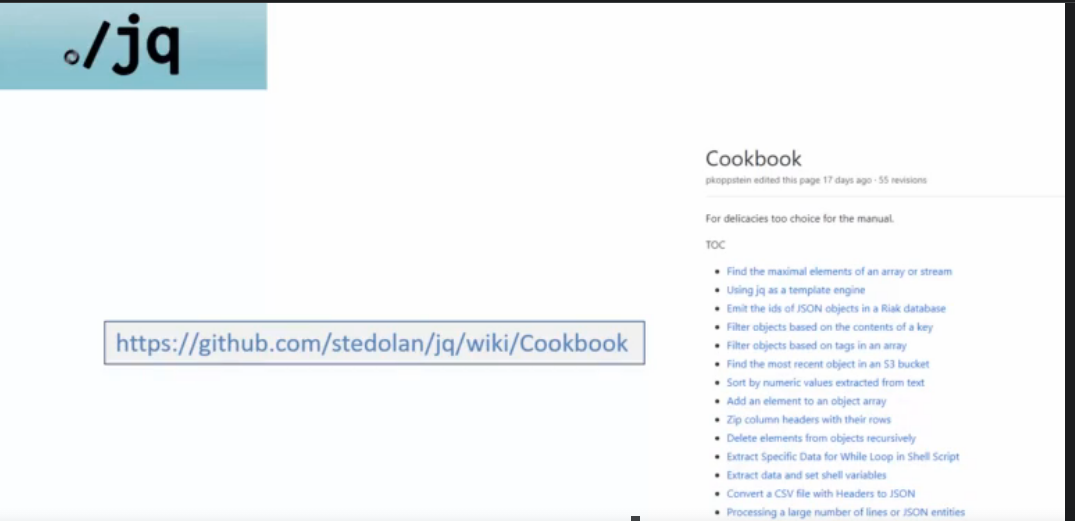 ./jq
Cookbook
pkoppstein edited this page 17 days ago · 55 revisions
For delicacies too choice for the manual.
TOC
Find the maximal elements of an array or stream
Using jq as a template engine
Emit the ids of JSON objects in a Riak database
Filter objects based on the contents of a key
Filter objects based on tags in an array
Find the most recent object in an S3 bucket
Sort by numeric values extracted from text
Add an element to an object array
Zip column headers with their rows
Delete elements from objects recursively
Extract Specific Data for While Loop in Shell Script
Extract data and set shell variables
Convert a CSV file with Headers to JSON
Processing a large number of lines or JSON entities
https://github.com/stedolan/jq/wiki/Cookbook